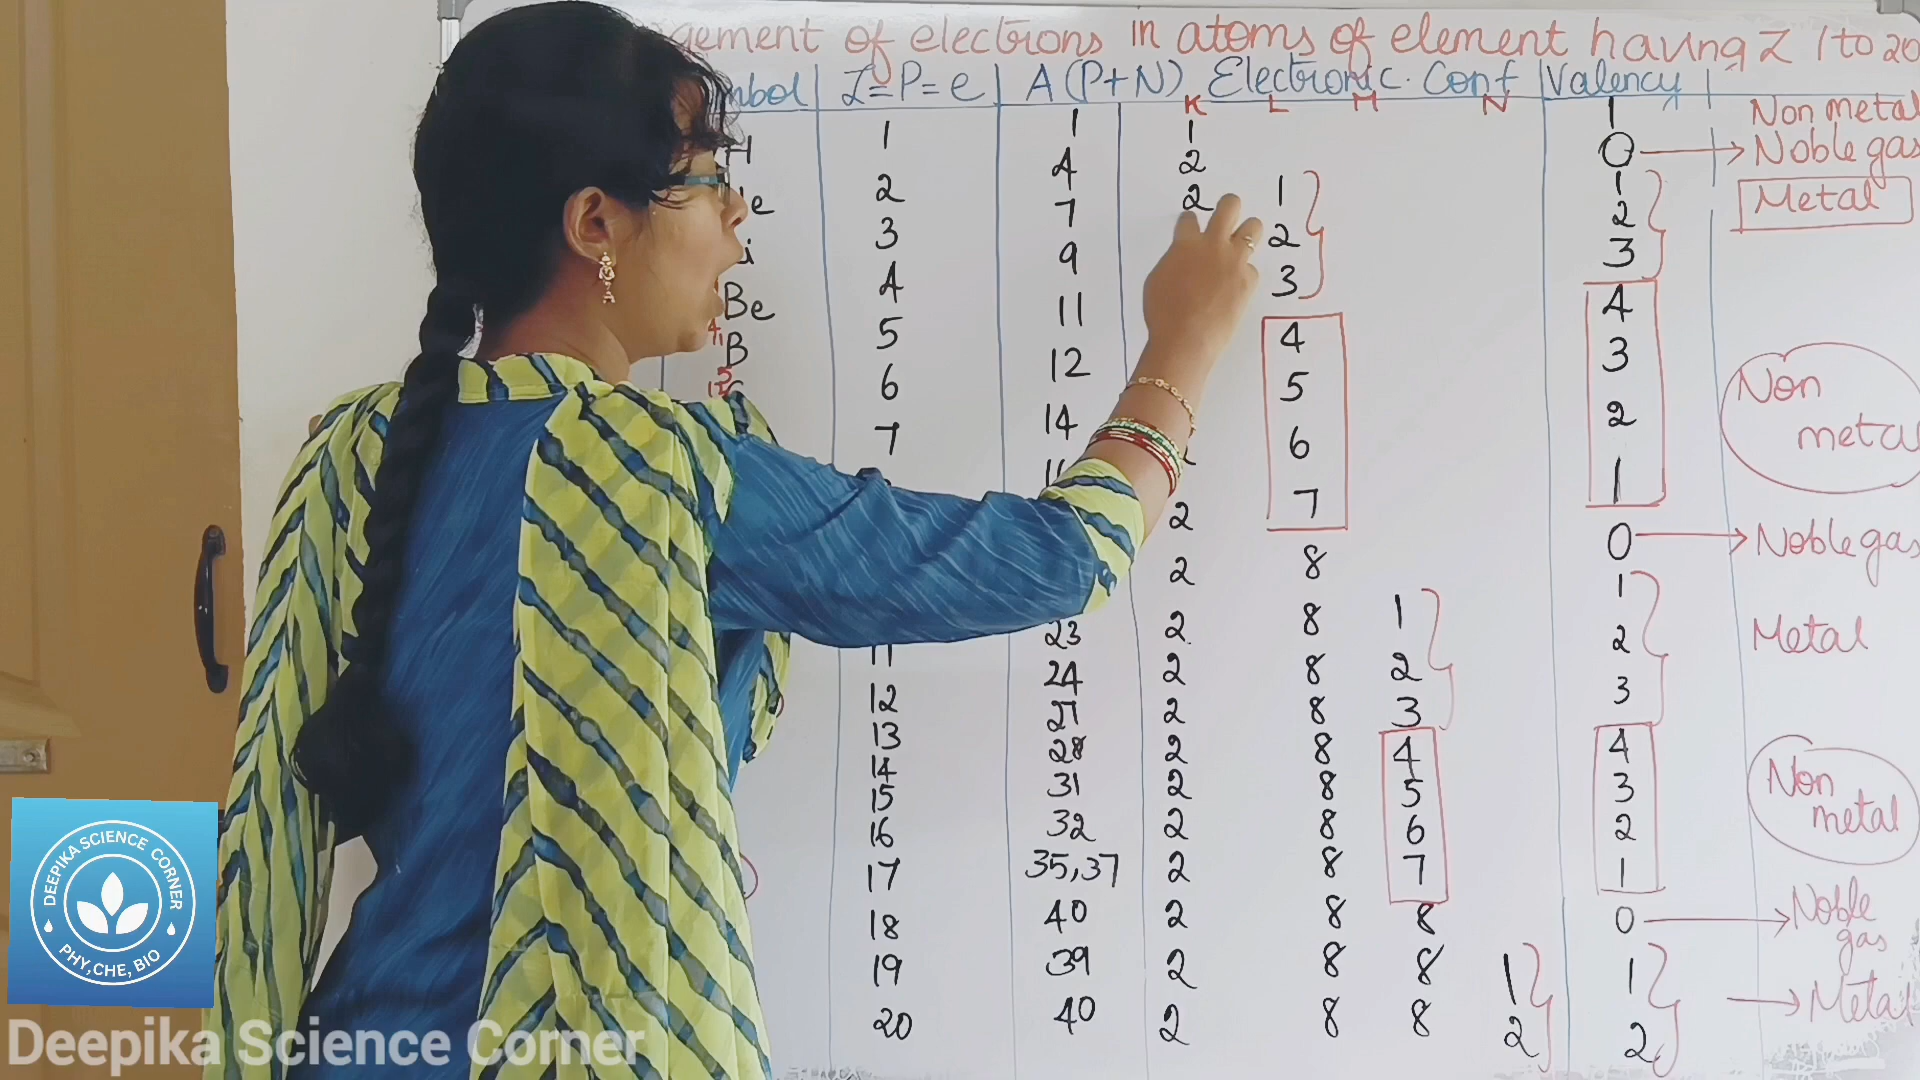 of electrons in atoms of element having Z 1 to 20
Z=P=e A (P+N) Electronic Conf Valency
K L M N
H 1 1 1 1 Non metal
2 4 2 0 → Noble gas
3 7 2 1 1 Metal
Be 4 9 2 2
B 5 11 3 3
6 12 4 4
7 14 5 3 Non metal
6 2
2 7 1
2 8 0 → Noble gas
11 23 2 8 1 1
12 24 2 8 2 2 Metal
13 27 2 8 3 3
14 28 2 8 4 4
15 31 2 8 5 3 Non metal
16 32 2 8 6 2
17 35,37 2 8 7 1
18 40 2 8 8 0 → Noble gas
19 39 2 8 8 1 1
20 40 2 8 8 2 2 → Metal
DEEPIKA SCIENCE CORNER
PHY, CHE, BIO
Deepika Science Corner